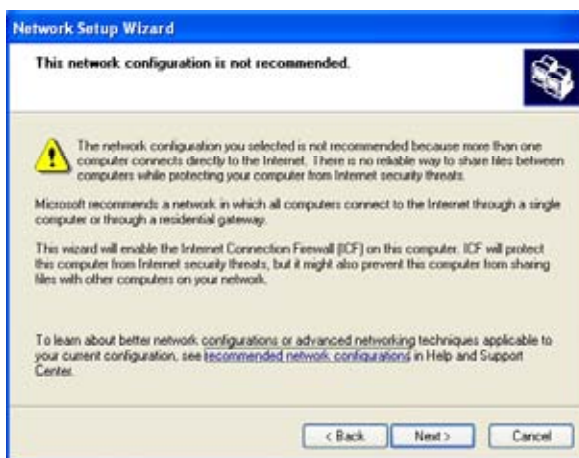 Network Setup Wizard
This network configuration is not recommended.
The network configuration you selected is not recommended because more than one
computer connects directly to the Internet. There is no reliable way to share files between
computers while protecting your computer from Internet security threats.
Microsoft recommends a network in which all computers connect to the Internet through a single
computer or through a residential gateway.
This wizard will enable the Internet Connection Firewall (ICF) on this computer. ICF will protect
this computer from Internet security threats, but it might also prevent this computer from sharing
files with other computers on your network.
To learn about better network configurations or advanced networking techniques applicable to
your current configuration, see recommended network configurations in Help and Support
Center.
< Back Next > Cancel